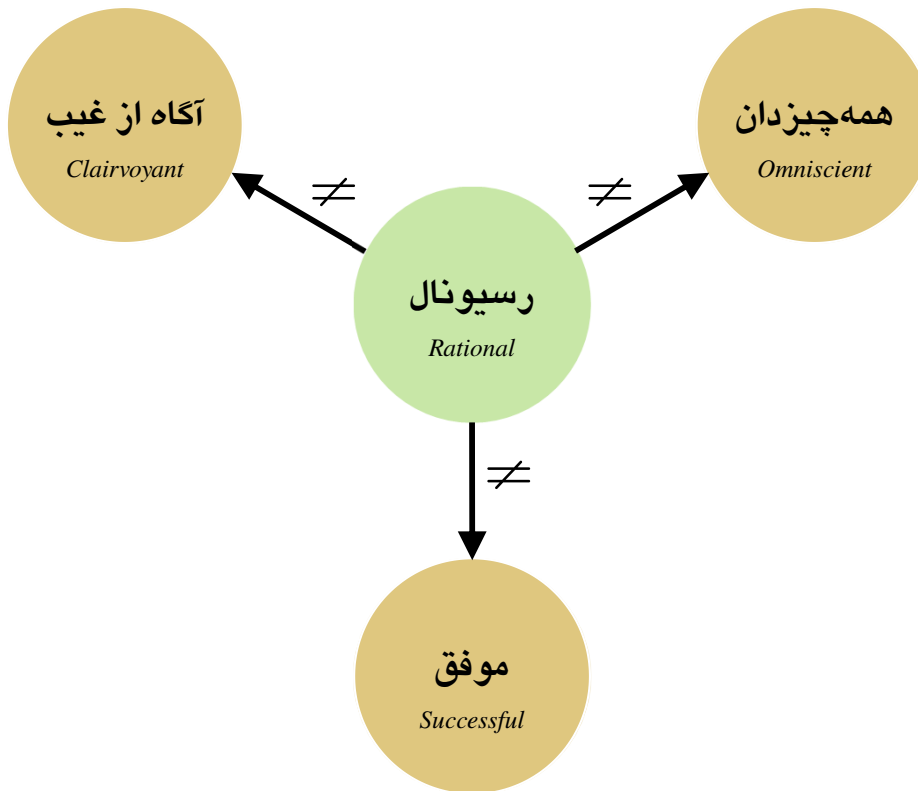 آگاه از غیب
Clairvoyant
همه‌چیزدان
Omniscient
≠
≠
رسیونال
Rational
≠
موفق
Successful